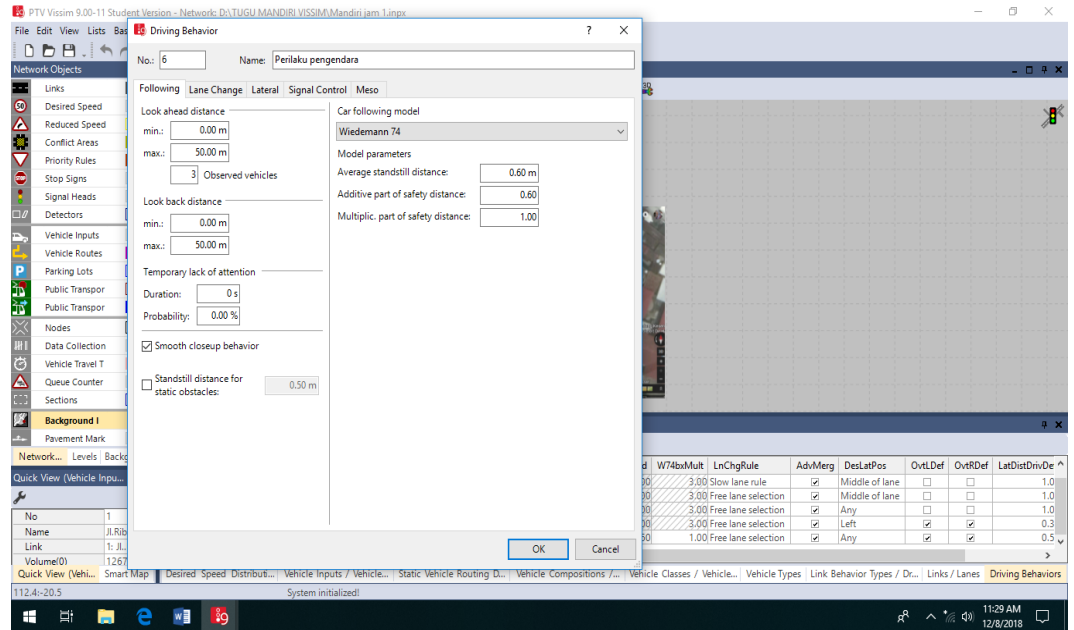 PTV Vissim 9.00-11 Student Version - Network: D:\TUGU MANDIRI VISSIM\Mandiri jam 1.inpx
File Edit View Lists Bas
Network Objects
Links
Desired Speed
Reduced Speed
Conflict Areas
Priority Rules
Stop Signs
Signal Heads
Detectors
Vehicle Inputs
Vehicle Routes
Parking Lots
Public Transpor
Public Transpor
Nodes
Data Collection
Vehicle Travel T
Queue Counter
Sections
Background I
Pavement Mark
Network... Levels Backg
Quick View (Vehicle Inpu...
No 1
Name Jl.Rib
Link 1: Jl..
Volume(0) 1267
Quick View (Vehi... Smart Map
Driving Behavior ? X
No.: 6 Name: Perilaku pengendara
Following Lane Change Lateral Signal Control Meso
Look ahead distance
min.: 0.00 m
max.: 50.00 m
3 Observed vehicles
Look back distance
min.: 0.00 m
max.: 50.00 m
Temporary lack of attention
Duration: 0 s
Probability: 0.00 %
Smooth closeup behavior
Standstill distance for
static obstacles: 0.50 m
Car following model
Wiedemann 74
Model parameters
Average standstill distance: 0.60 m
Additive part of safety distance: 0.60
Multiplic. part of safety distance: 1.00
OK Cancel
W74bxMult LnChgRule AdvMerg DesLatPos OvtLDef OvtRDef LatDistDrivDe
3.00 Slow lane rule Middle of lane 1.0
3.00 Free lane selection Middle of lane 1.0
3.00 Free lane selection Any 1.0
3.00 Free lane selection Left 0.3
1.00 Free lane selection Any 0.5
Desired Speed Distributi... Vehicle Inputs / Vehicle... Static Vehicle Routing D... Vehicle Compositions /... Vehicle Classes / Vehicle... Vehicle Types Link Behavior Types / Dr... Links / Lanes Driving Behaviors
112.4:-20.5 System initialized!
11:29 AM
12/8/2018